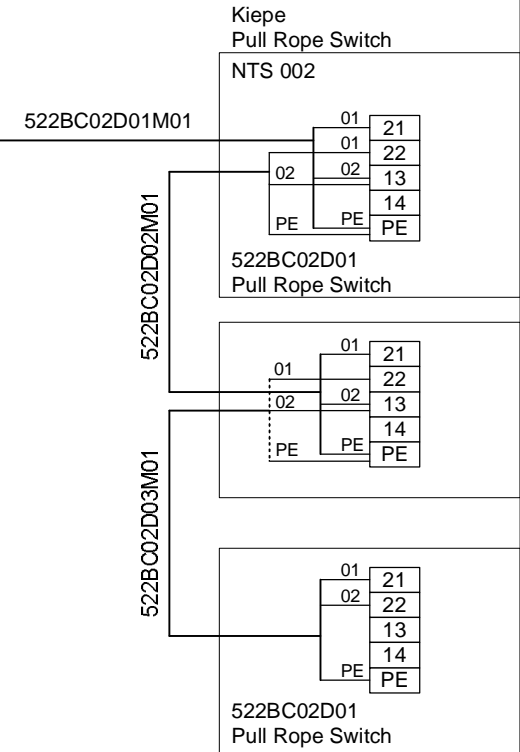 Kiepe
Pull Rope Switch
NTS 002
522BC02D01M01
01
21
01
22
02
02
13
14
PE
PE
PE
522BC02D02M01
522BC02D01
Pull Rope Switch
01
21
01
22
02
02
13
14
PE
PE
PE
522BC02D03M01
01
21
02
22
13
14
PE
PE
522BC02D01
Pull Rope Switch